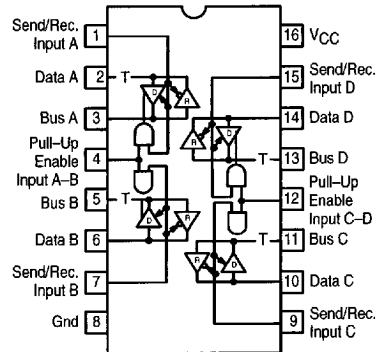 Send/Rec.
Input A
1
Data A
2
T
Bus A
3
D
R
Pull–Up
Enable
Input A–B
4
Bus B
5
T
Data B
6
D
R
Send/Rec.
Input B
7
Gnd
8
16
VCC
15
Send/Rec.
Input D
14
Data D
R
D
T
13
Bus D
12
Pull–Up
Enable
Input C–D
T
11
Bus C
R
D
10
Data C
9
Send/Rec.
Input C